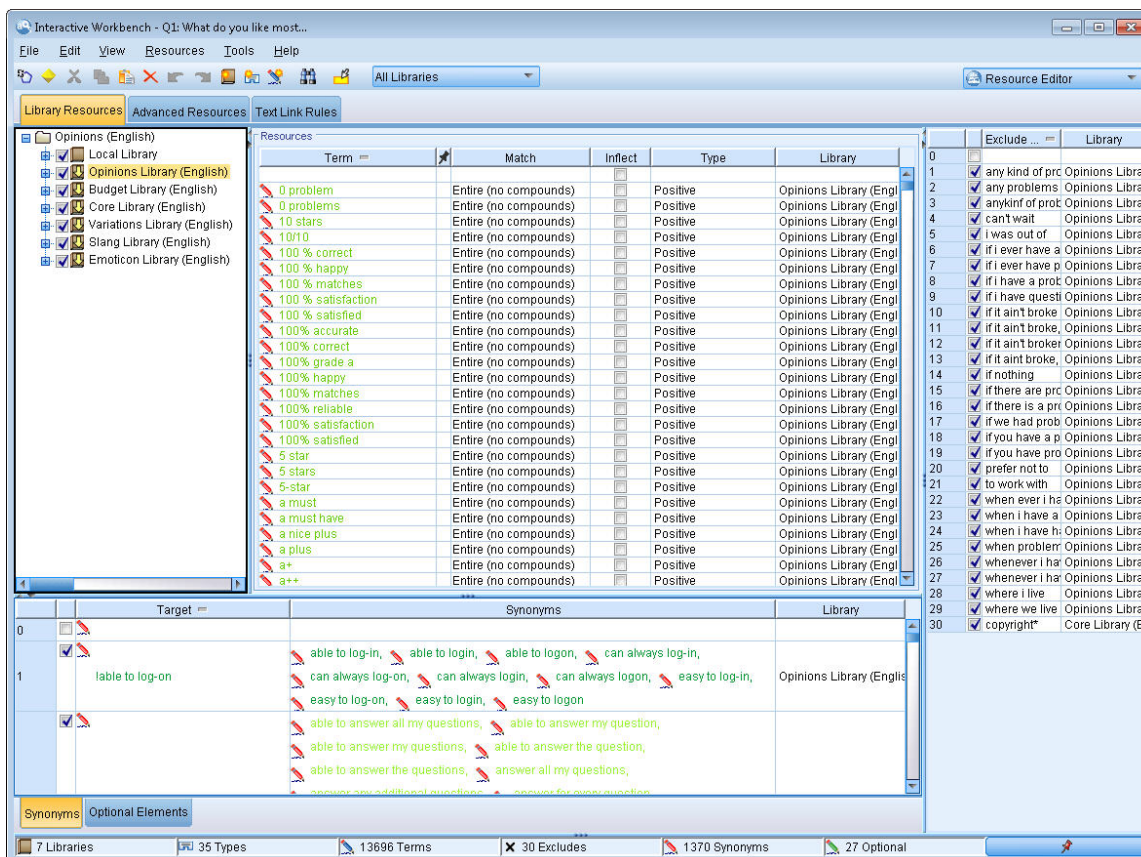 Interactive Workbench - Q1: What do you like most...
File Edit View Resources Tools Help
All Libraries
Resource Editor
Library Resources Advanced Resources Text Link Rules
Opinions (English)
Local Library
Opinions Library (English)
Budget Library (English)
Core Library (English)
Variations Library (English)
Slang Library (English)
Emoticon Library (English)
Resources
Term Match Inflect Type Library
0 problem Entire (no compounds) Positive Opinions Library (Engl
0 problems Entire (no compounds) Positive Opinions Library (Engl
10 stars Entire (no compounds) Positive Opinions Library (Engl
10/10 Entire (no compounds) Positive Opinions Library (Engl
100 % correct Entire (no compounds) Positive Opinions Library (Engl
100 % happy Entire (no compounds) Positive Opinions Library (Engl
100 % matches Entire (no compounds) Positive Opinions Library (Engl
100 % satisfaction Entire (no compounds) Positive Opinions Library (Engl
100 % satisfied Entire (no compounds) Positive Opinions Library (Engl
100% accurate Entire (no compounds) Positive Opinions Library (Engl
100% correct Entire (no compounds) Positive Opinions Library (Engl
100% grade a Entire (no compounds) Positive Opinions Library (Engl
100% happy Entire (no compounds) Positive Opinions Library (Engl
100% matches Entire (no compounds) Positive Opinions Library (Engl
100% reliable Entire (no compounds) Positive Opinions Library (Engl
100% satisfaction Entire (no compounds) Positive Opinions Library (Engl
100% satisfied Entire (no compounds) Positive Opinions Library (Engl
5 star Entire (no compounds) Positive Opinions Library (Engl
5 stars Entire (no compounds) Positive Opinions Library (Engl
5-star Entire (no compounds) Positive Opinions Library (Engl
a must Entire (no compounds) Positive Opinions Library (Engl
a must have Entire (no compounds) Positive Opinions Library (Engl
a nice plus Entire (no compounds) Positive Opinions Library (Engl
a plus Entire (no compounds) Positive Opinions Library (Engl
a+ Entire (no compounds) Positive Opinions Library (Engl
a++ Entire (no compounds) Positive Opinions Library (Engl
Exclude ... Library
0
1 any kind of prc Opinions Libra
2 any problems Opinions Libra
3 anykinf of prob Opinions Libra
4 can't wait Opinions Libra
5 i was out of Opinions Libra
6 if i ever have a Opinions Libra
7 if i ever have p Opinions Libra
8 if i have a prob Opinions Libra
9 if i have questi Opinions Libra
10 if it ain't broke Opinions Libra
11 if it ain't broke, Opinions Libra
12 if it ain't broker Opinions Libra
13 if it aint broke, Opinions Libra
14 if nothing Opinions Libra
15 if there are prc Opinions Libra
16 if there is a pro Opinions Libra
17 if we had prob Opinions Libra
18 if you have a p Opinions Libra
19 if you have pro Opinions Libra
20 prefer not to Opinions Libra
21 to work with Opinions Libra
22 when ever i ha Opinions Libra
23 when i have a Opinions Libra
24 when i have h Opinions Libra
25 when problem Opinions Libra
26 whenever i ha Opinions Libra
27 whenever i ha Opinions Libra
28 where i live Opinions Libra
29 where we live Opinions Libra
30 copyright* Core Library (E
Target Synonyms Library
0
able to log-in, able to login, able to logon, can always log-in,
1 !able to log-on can always log-on, can always login, can always logon, easy to log-in, Opinions Library (Englis
easy to log-on, easy to login, easy to logon
able to answer all my questions, able to answer my question,
able to answer my questions, able to answer the question,
able to answer the questions, answer all my questions,
answer any additional questions, answer for every question
Synonyms Optional Elements
7 Libraries 35 Types 13696 Terms 30 Excludes 1370 Synonyms 27 Optional